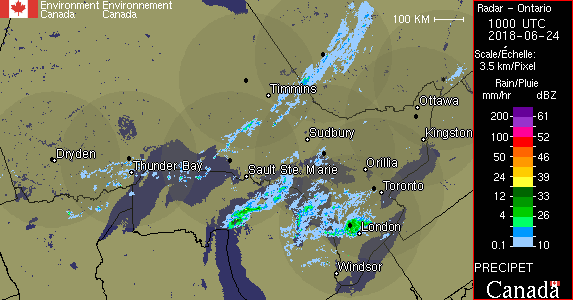 Environment Environnement
Canada Canada
100 KM
Timmins
Ottawa
Sudbury
Kingston
Dryden
Thunder Bay
Sault Ste. Marie
Orillia
Toronto
London
Windsor
Radar - Ontario
1000 UTC
2018-06-24
Scale/Échelle:
3.5 km/Pixel
Rain/Pluie
mm/hr dBZ
200 61
100 52
50 46
24 39
12 33
4 26
0.1 10
PRECIPET
Canada